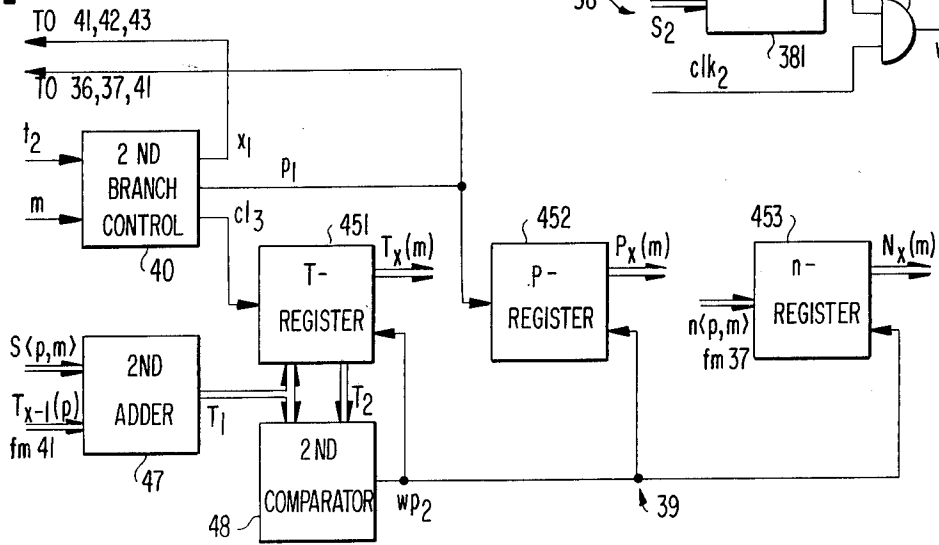 TO 41,42,43
TO 36,37,41
S2
381
clk2
t2
m
2 ND
BRANCH
CONTROL
40
x1
p1
cl3
451
T-
REGISTER
Tx(m)
452
p-
REGISTER
Px(m)
453
n-
REGISTER
Nx(m)
n⟨p,m⟩
fm 37
S⟨p,m⟩
Tx-1(p)
fm 41
2ND
ADDER
47
T1
T2
2ND
COMPARATOR
48
wp2
39